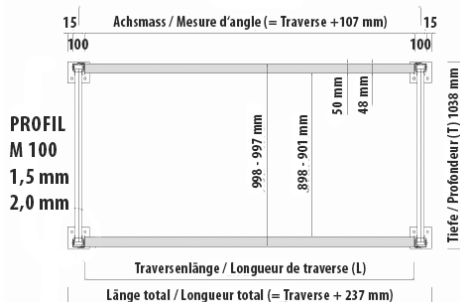 15 Achsmass / Mesure d'angle (= Traverse +107 mm) 15
100 100
PROFIL
M 100
1,5 mm
2,0 mm
998 - 997 mm
898 - 901 mm
50 mm
48 mm
Tiefe / Profondeur (T) 1038 mm
Traversenlänge / Longueur de traverse (L)
Länge total / Longueur total (= Traverse + 237 mm)